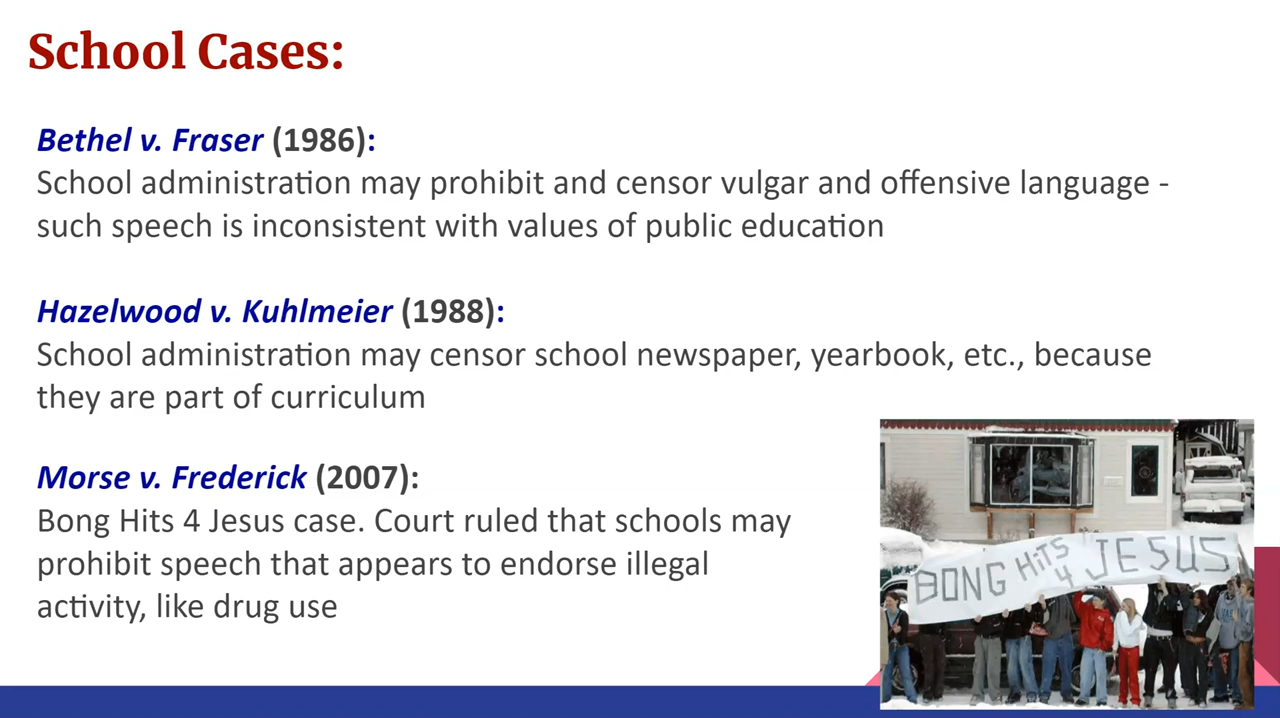 School Cases:
Bethel v. Fraser (1986):
School administration may prohibit and censor vulgar and offensive language -
such speech is inconsistent with values of public education
Hazelwood v. Kuhlmeier (1988):
School administration may censor school newspaper, yearbook, etc., because
they are part of curriculum
Morse v. Frederick (2007):
Bong Hits 4 Jesus case. Court ruled that schools may
prohibit speech that appears to endorse illegal
activity, like drug use
BONG HiTS 4 JESUS